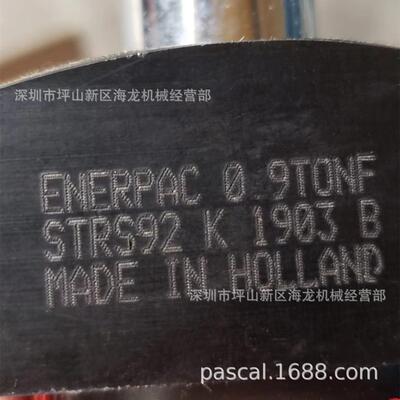 深圳市坪山新区海龙机械经营部
ENERPAC 0.9TONF
STRS92 K 1903 B
MADE IN HOLLAND
深圳市坪山新区海龙机械经营部
pascal.1688.com